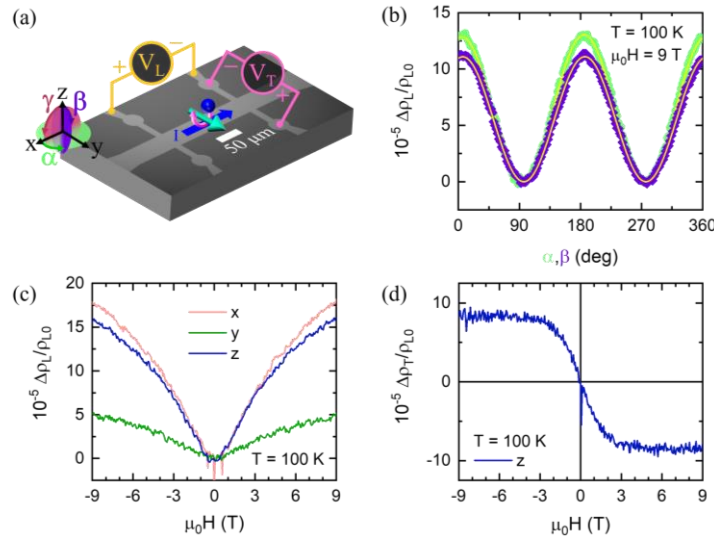 (a)
V_L
V_T
+
−
−
+
z
γ
β
x
y
α
I
50 μm
(b)
10⁻⁵ Δρ_L/ρ_L0
15
10
5
0
T = 100 K
μ₀H = 9 T
0 90 180 270 360
α,β (deg)
(c)
10⁻⁵ Δρ_L/ρ_L0
20
15
10
5
0
x
y
z
T = 100 K
-9 -6 -3 0 3 6 9
μ₀H (T)
(d)
10⁻⁵ Δρ_T/ρ_L0
10
0
-10
T = 100 K
z
-9 -6 -3 0 3 6 9
μ₀H (T)